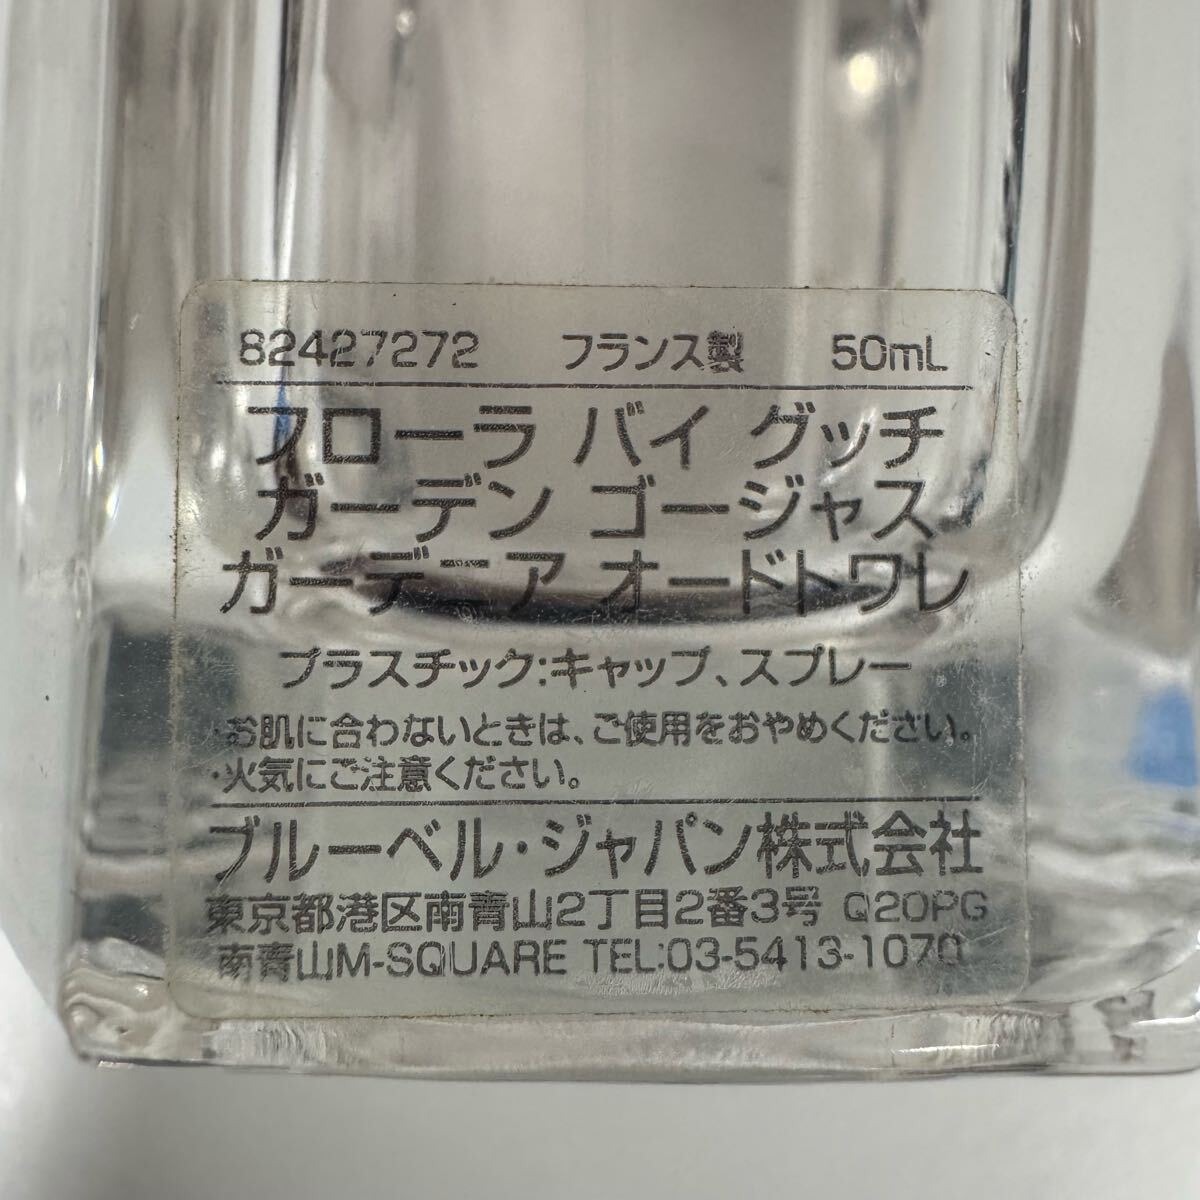 82427272 フランス製 50mL
フローラ バイ グッチ
ガーデン ゴージャス
ガーデニア オードトワレ
プラスチック:キャップ、スプレー
・お肌に合わないときは、ご使用をおやめください。
・火気にご注意ください。
ブルーベル・ジャパン株式会社
東京都港区南青山2丁目2番3号 Q20PG
南青山M-SQUARE TEL:03-5413-1070